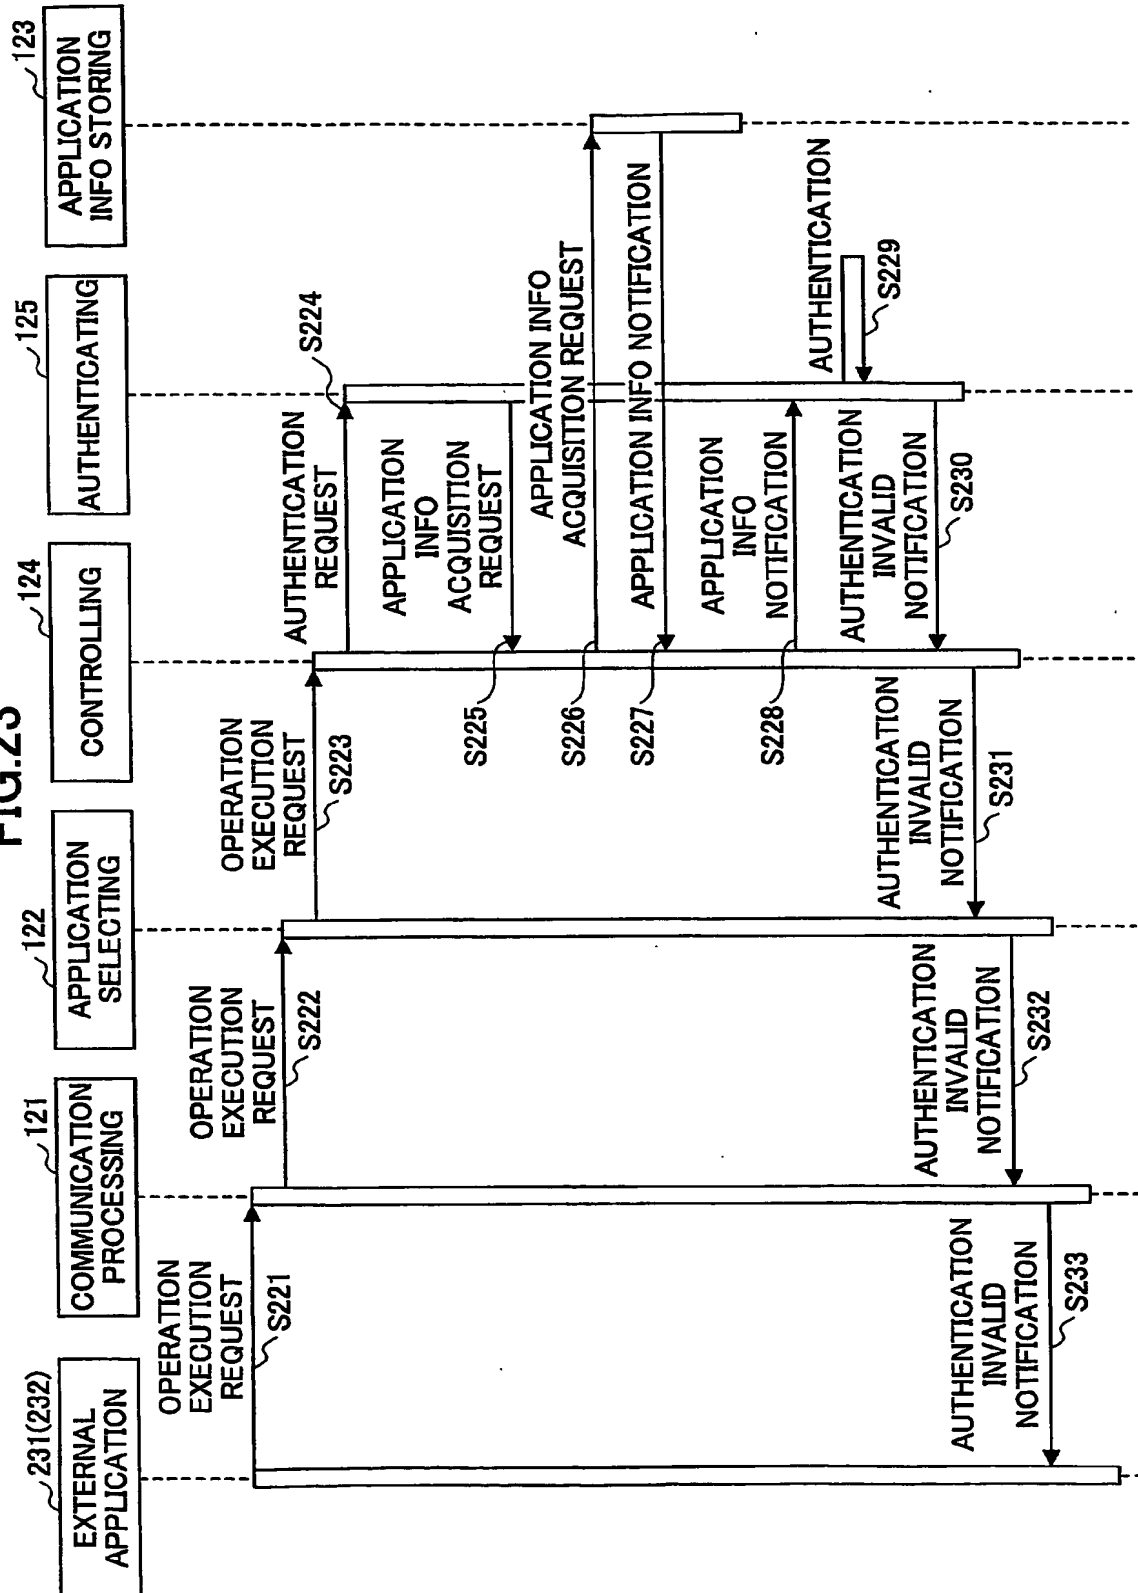 FIG.23
231(232)
EXTERNAL
APPLICATION
121
COMMUNICATION
PROCESSING
122
APPLICATION
SELECTING
124
CONTROLLING
125
AUTHENTICATING
123
APPLICATION
INFO STORING
OPERATION
EXECUTION
REQUEST
S221
OPERATION
EXECUTION
REQUEST
S222
OPERATION
EXECUTION
REQUEST
S223
AUTHENTICATION
REQUEST
S224
APPLICATION
INFO
ACQUISITION
REQUEST
S225
APPLICATION INFO
ACQUISITION REQUEST
S226
APPLICATION INFO NOTIFICATION
S227
APPLICATION
INFO
NOTIFICATION
S228
AUTHENTICATION
S229
AUTHENTICATION
INVALID
NOTIFICATION
S230
AUTHENTICATION
INVALID
NOTIFICATION
S231
AUTHENTICATION
INVALID
NOTIFICATION
S232
AUTHENTICATION
INVALID
NOTIFICATION
S233